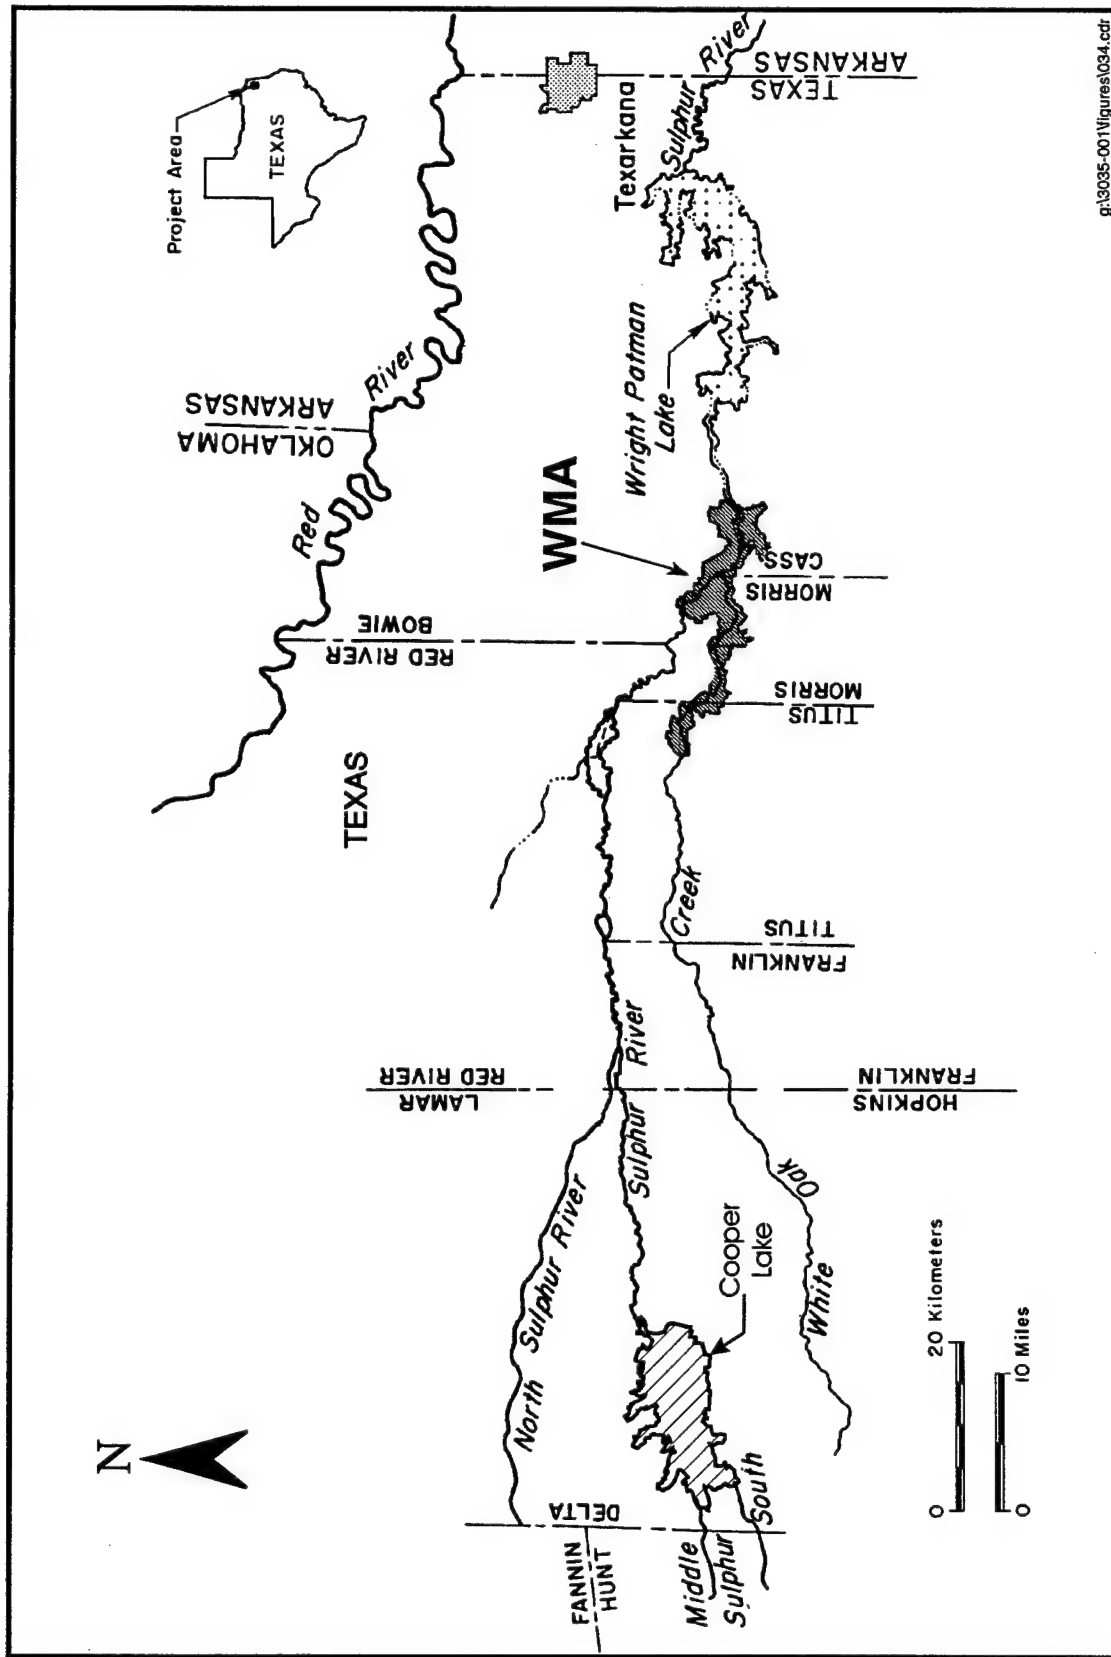 N
Project Area
TEXAS
Red
River
OKLAHOMA
ARKANSAS
TEXAS
RED RIVER
BOWIE
WMA
Texarkana
TEXAS
ARKANSAS
Sulphur
River
Wright Patman
Lake
MORRIS
CASS
TITUS
MORRIS
FRANKLIN
TITUS
LAMAR
RED RIVER
HOPKINS
FRANKLIN
North
Sulphur River
Sulphur
River
White
Oak
Creek
Cooper
Lake
FANNIN
HUNT
DELTA
Middle
Sulphur
South
0
20 Kilometers
0
10 Miles
g:\3035-001\figures\034.cdr